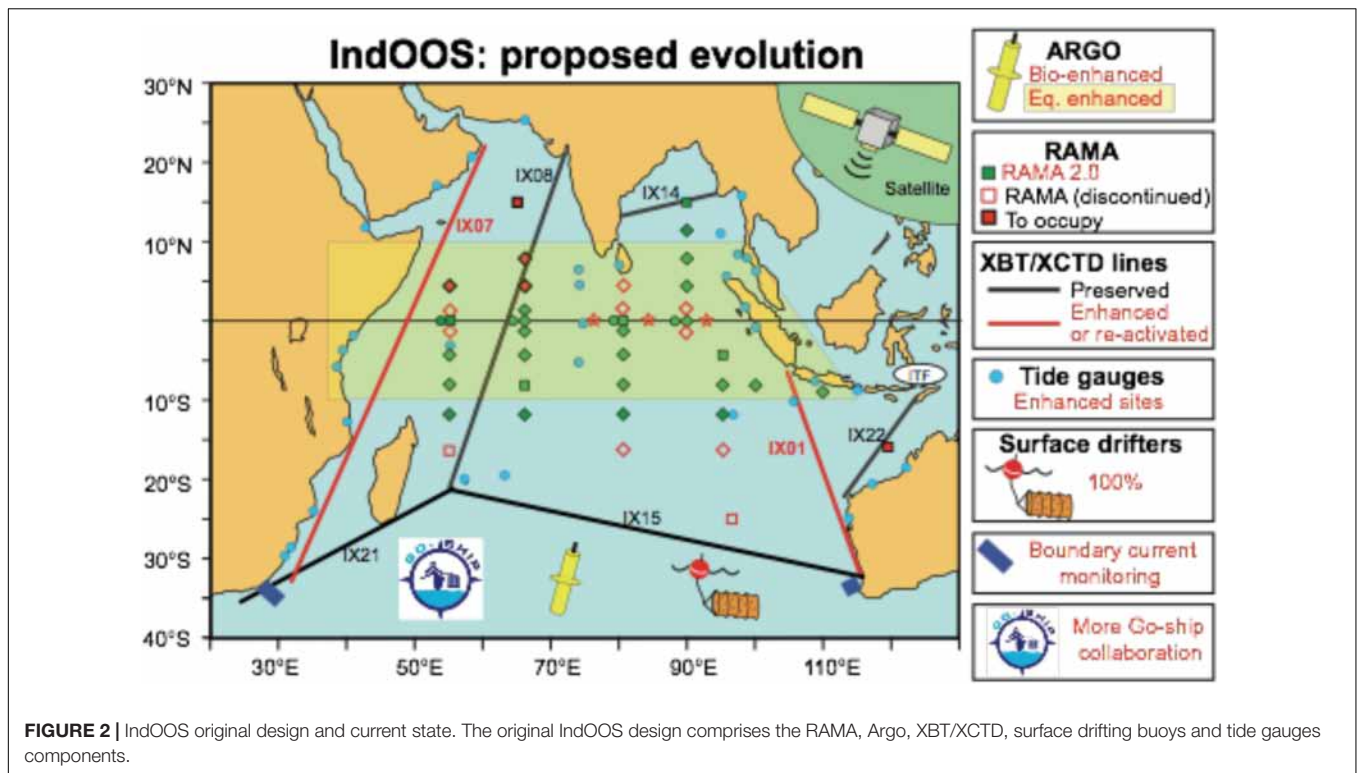 IndOOS: proposed evolution
30°N
20°N
10°N
10°S
20°S
30°S
40°S
30°E
50°E
70°E
90°E
110°E
IX08
IX14
IX07
Satellite
ITF
IX22
IX01
IX15
IX21
GO-SHIP
ARGO
Bio-enhanced
Eq. enhanced
RAMA
RAMA 2.0
RAMA (discontinued)
To occupy
XBT/XCTD lines
Preserved
Enhanced
or re-activated
Tide gauges
Enhanced sites
Surface drifters
100%
Boundary current
monitoring
GO-SHIP
More Go-ship
collaboration
FIGURE 2 | IndOOS original design and current state. The original IndOOS design comprises the RAMA, Argo, XBT/XCTD, surface drifting buoys and tide gauges
components.